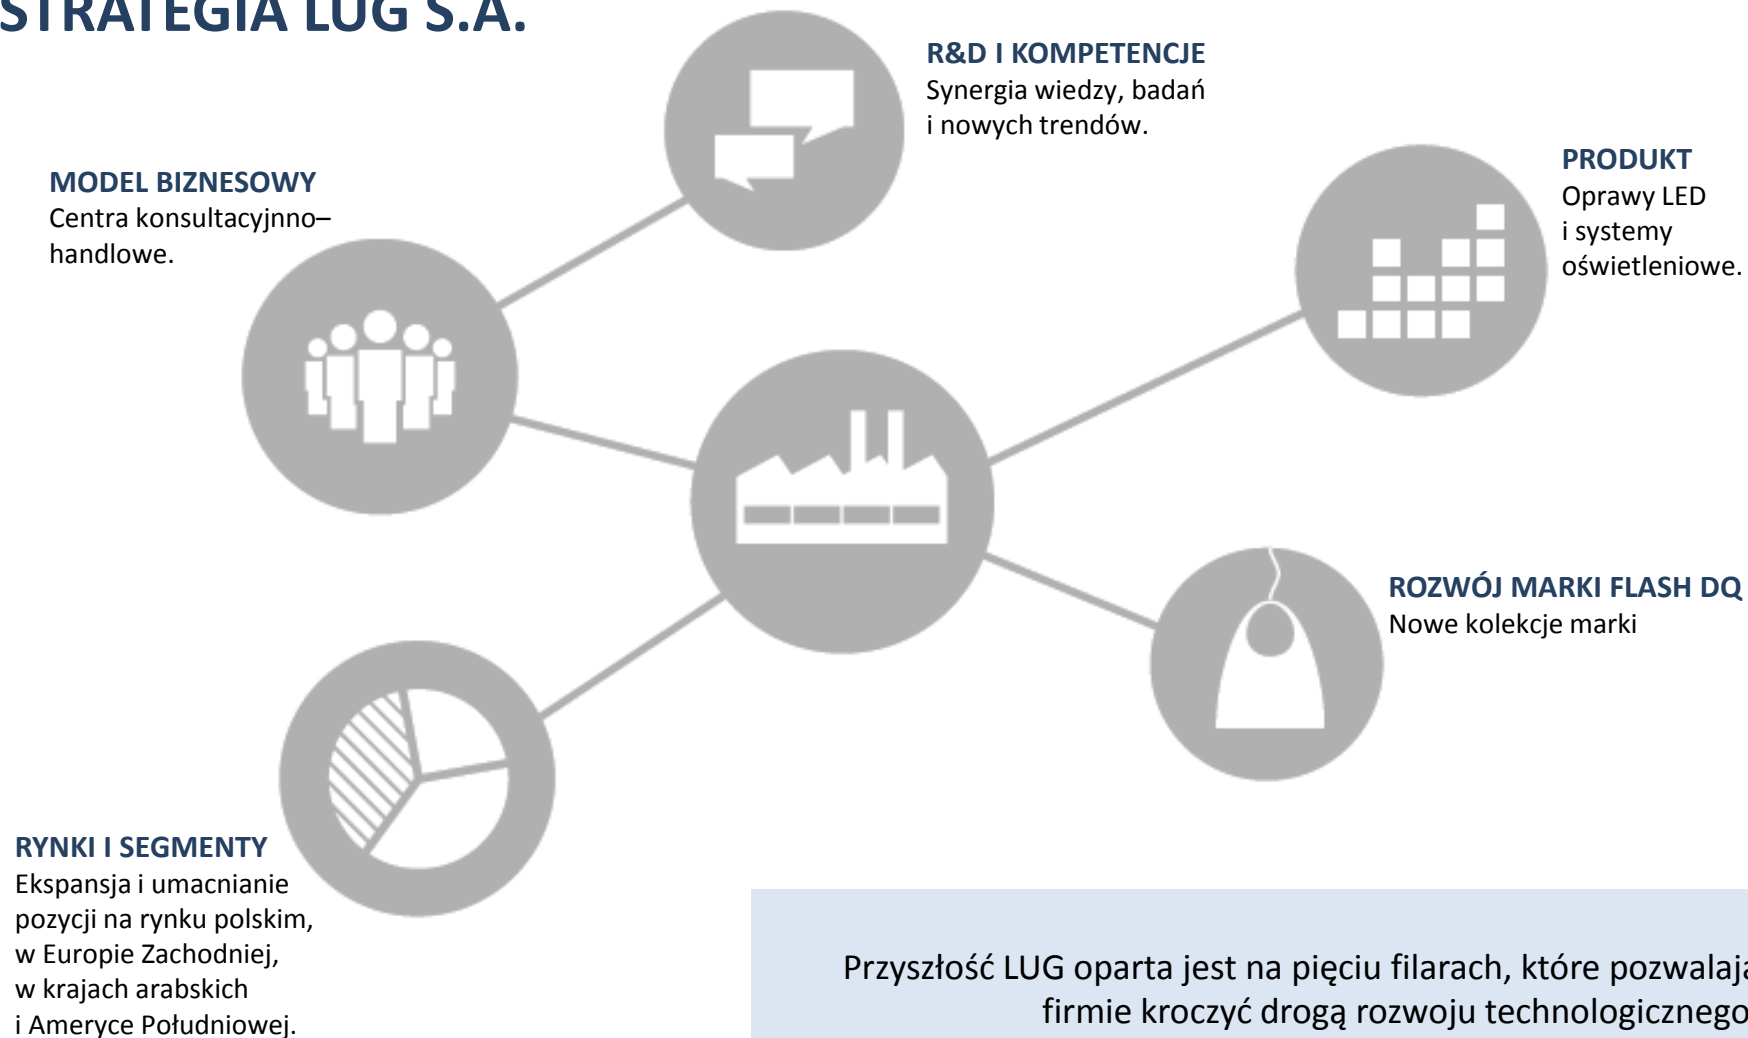 STRATEGIA LUG S.A.
R&D I KOMPETENCJE
Synergia wiedzy, badań
i nowych trendów.
MODEL BIZNESOWY
Centra konsultacyjnno–
handlowe.
PRODUKT
Oprawy LED
i systemy
oświetleniowe.
ROZWÓJ MARKI FLASH DQ
Nowe kolekcje marki
RYNKI I SEGMENTY
Ekspansja i umacnianie
pozycji na rynku polskim,
w Europie Zachodniej,
w krajach arabskich
i Ameryce Południowej.
Przyszłość LUG oparta jest na pięciu filarach, które pozwalają
firmie kroczyć drogą rozwoju technologicznego